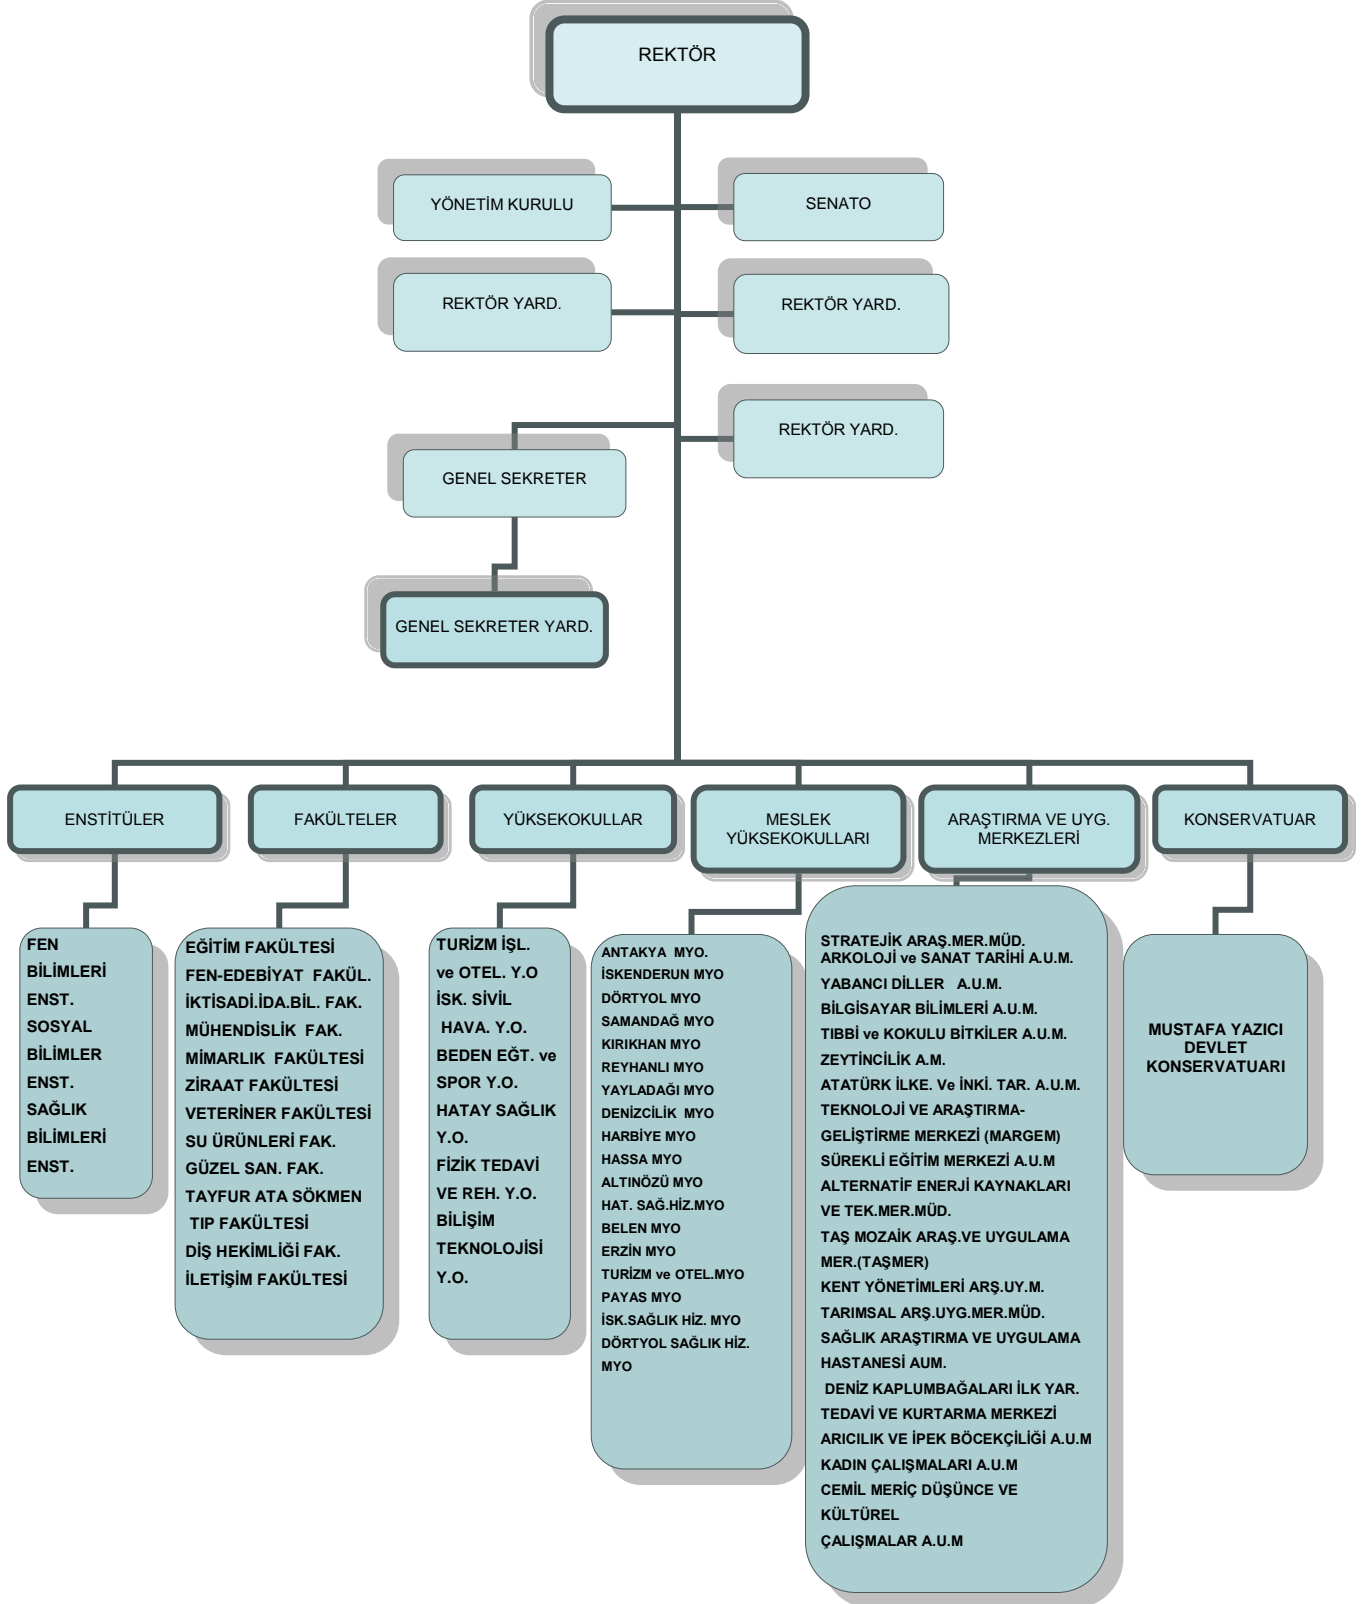 REKTÖR
YÖNETİM KURULU
SENATO
REKTÖR YARD.
REKTÖR YARD.
REKTÖR YARD.
GENEL SEKRETER
GENEL SEKRETER YARD.
ENSTİTÜLER
FAKÜLTELER
YÜKSEKOKULLAR
MESLEK
YÜKSEKOKULLARI
ARAŞTIRMA VE UYG.
MERKEZLERİ
KONSERVATUAR
FEN
BİLİMLERİ
ENST.
SOSYAL
BİLİMLER
ENST.
SAĞLIK
BİLİMLERİ
ENST.
EĞİTİM FAKÜLTESİ
FEN-EDEBİYAT FAKÜL.
İKTİSADİ.İDA.BİL. FAK.
MÜHENDİSLİK FAK.
MİMARLIK FAKÜLTESİ
ZİRAAT FAKÜLTESİ
VETERİNER FAKÜLTESİ
SU ÜRÜNLERİ FAK.
GÜZEL SAN. FAK.
TAYFUR ATA SÖKMEN
TIP FAKÜLTESİ
DİŞ HEKİMLİĞİ FAK.
İLETİŞİM FAKÜLTESİ
TURİZM İŞL.
ve OTEL. Y.O
İSK. SİVİL
HAVA. Y.O.
BEDEN EĞT. ve
SPOR Y.O.
HATAY SAĞLIK
Y.O.
FİZİK TEDAVİ
VE REH. Y.O.
BİLİŞİM
TEKNOLOJİSİ
Y.O.
ANTAKYA MYO.
İSKENDERUN MYO
DÖRTYOL MYO
SAMANDAĞ MYO
KIRIKHAN MYO
REYHANLI MYO
YAYLADAĞI MYO
DENİZCİLİK MYO
HARBİYE MYO
HASSA MYO
ALTINÖZÜ MYO
HAT. SAĞ.HİZ.MYO
BELEN MYO
ERZİN MYO
TURİZM ve OTEL.MYO
PAYAS MYO
İSK.SAĞLIK HİZ. MYO
DÖRTYOL SAĞLIK HİZ.
MYO
STRATEJİK ARAŞ.MER.MÜD.
ARKOLOJİ ve SANAT TARİHİ A.U.M.
YABANCI DİLLER A.U.M.
BİLGİSAYAR BİLİMLERİ A.U.M.
TIBBİ ve KOKULU BİTKİLER A.U.M.
ZEYTİNCİLİK A.M.
ATATÜRK İLKE. Ve İNKİ. TAR. A.U.M.
TEKNOLOJİ VE ARAŞTIRMA-
GELİŞTİRME MERKEZİ (MARGEM)
SÜREKLİ EĞİTİM MERKEZİ A.U.M
ALTERNATİF ENERJİ KAYNAKLARI
VE TEK.MER.MÜD.
TAŞ MOZAİK ARAŞ.VE UYGULAMA
MER.(TAŞMER)
KENT YÖNETİMLERİ ARŞ.UY.M.
TARIMSAL ARŞ.UYG.MER.MÜD.
SAĞLIK ARAŞTIRMA VE UYGULAMA
HASTANESİ AUM.
DENİZ KAPLUMBAĞALARI İLK YAR.
TEDAVİ VE KURTARMA MERKEZİ
ARICILIK VE İPEK BÖCEKÇİLİĞİ A.U.M
KADIN ÇALIŞMALARI A.U.M
CEMİL MERİÇ DÜŞÜNCE VE
KÜLTÜREL
ÇALIŞMALAR A.U.M
MUSTAFA YAZICI
DEVLET
KONSERVATUARI